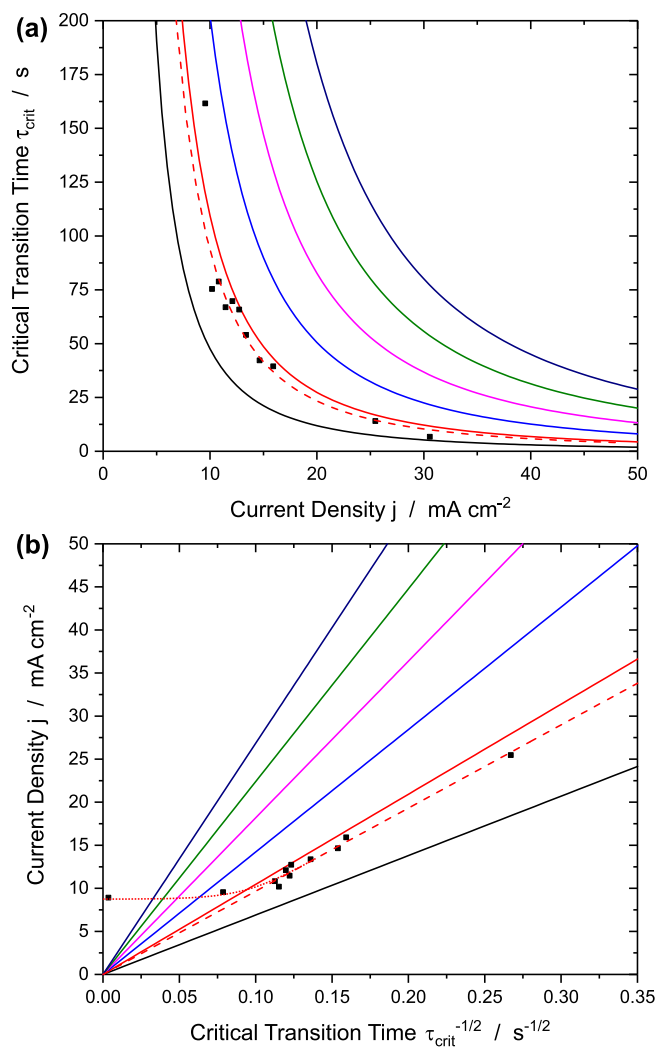 (a)
200
175
150
125
100
75
50
25
0
Critical Transition Time τcrit / s
0 10 20 30 40 50
Current Density j / mA cm-2
(b)
50
45
40
35
30
25
20
15
10
5
0
Current Density j / mA cm-2
0.00 0.05 0.10 0.15 0.20 0.25 0.30 0.35
Critical Transition Time τcrit-1/2 / s-1/2